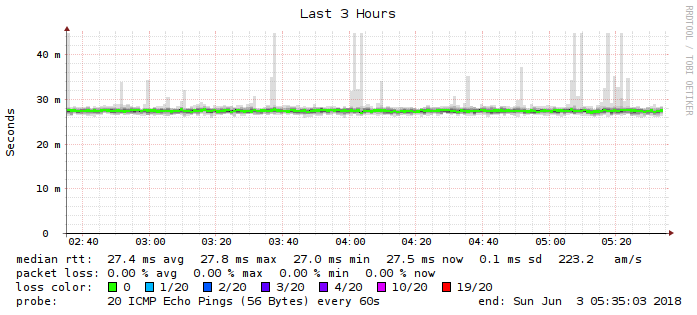 Last 3 Hours
RRDTOOL / TOBI OETIKER
Seconds
40 m
30 m
20 m
10 m
0
02:40 03:00 03:20 03:40 04:00 04:20 04:40 05:00 05:20
median rtt: 27.4 ms avg 27.8 ms max 27.0 ms min 27.5 ms now 0.1 ms sd 223.2 am/s
packet loss: 0.00 % avg 0.00 % max 0.00 % min 0.00 % now
loss color: 0 1/20 2/20 3/20 4/20 10/20 19/20
probe: 20 ICMP Echo Pings (56 Bytes) every 60s end: Sun Jun 3 05:35:03 2018